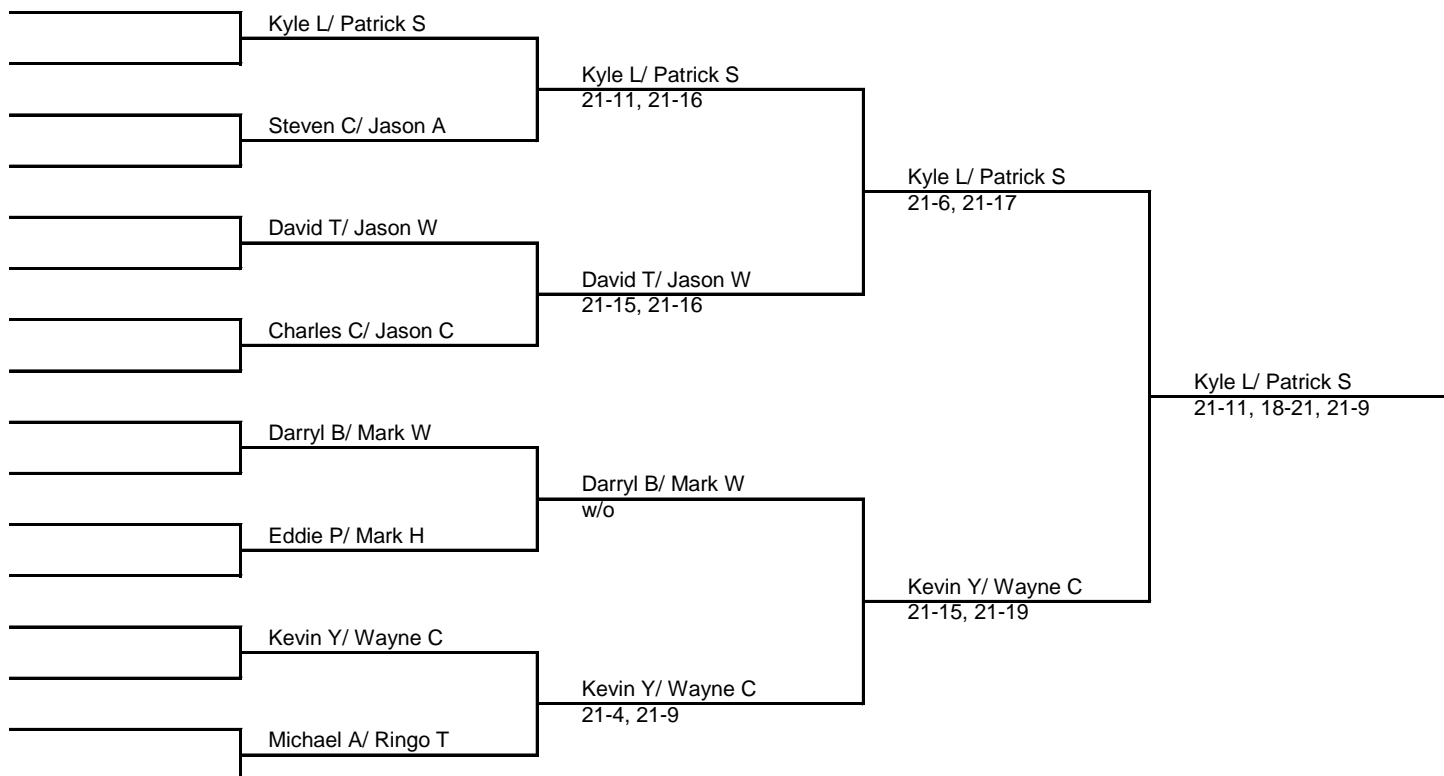 Kyle L/ Patrick S
Kyle L/ Patrick S
21-11, 21-16
Steven C/ Jason A
Kyle L/ Patrick S
21-6, 21-17
David T/ Jason W
David T/ Jason W
21-15, 21-16
Charles C/ Jason C
Kyle L/ Patrick S
21-11, 18-21, 21-9
Darryl B/ Mark W
Darryl B/ Mark W
w/o
Eddie P/ Mark H
Kevin Y/ Wayne C
21-15, 21-19
Kevin Y/ Wayne C
Kevin Y/ Wayne C
21-4, 21-9
Michael A/ Ringo T